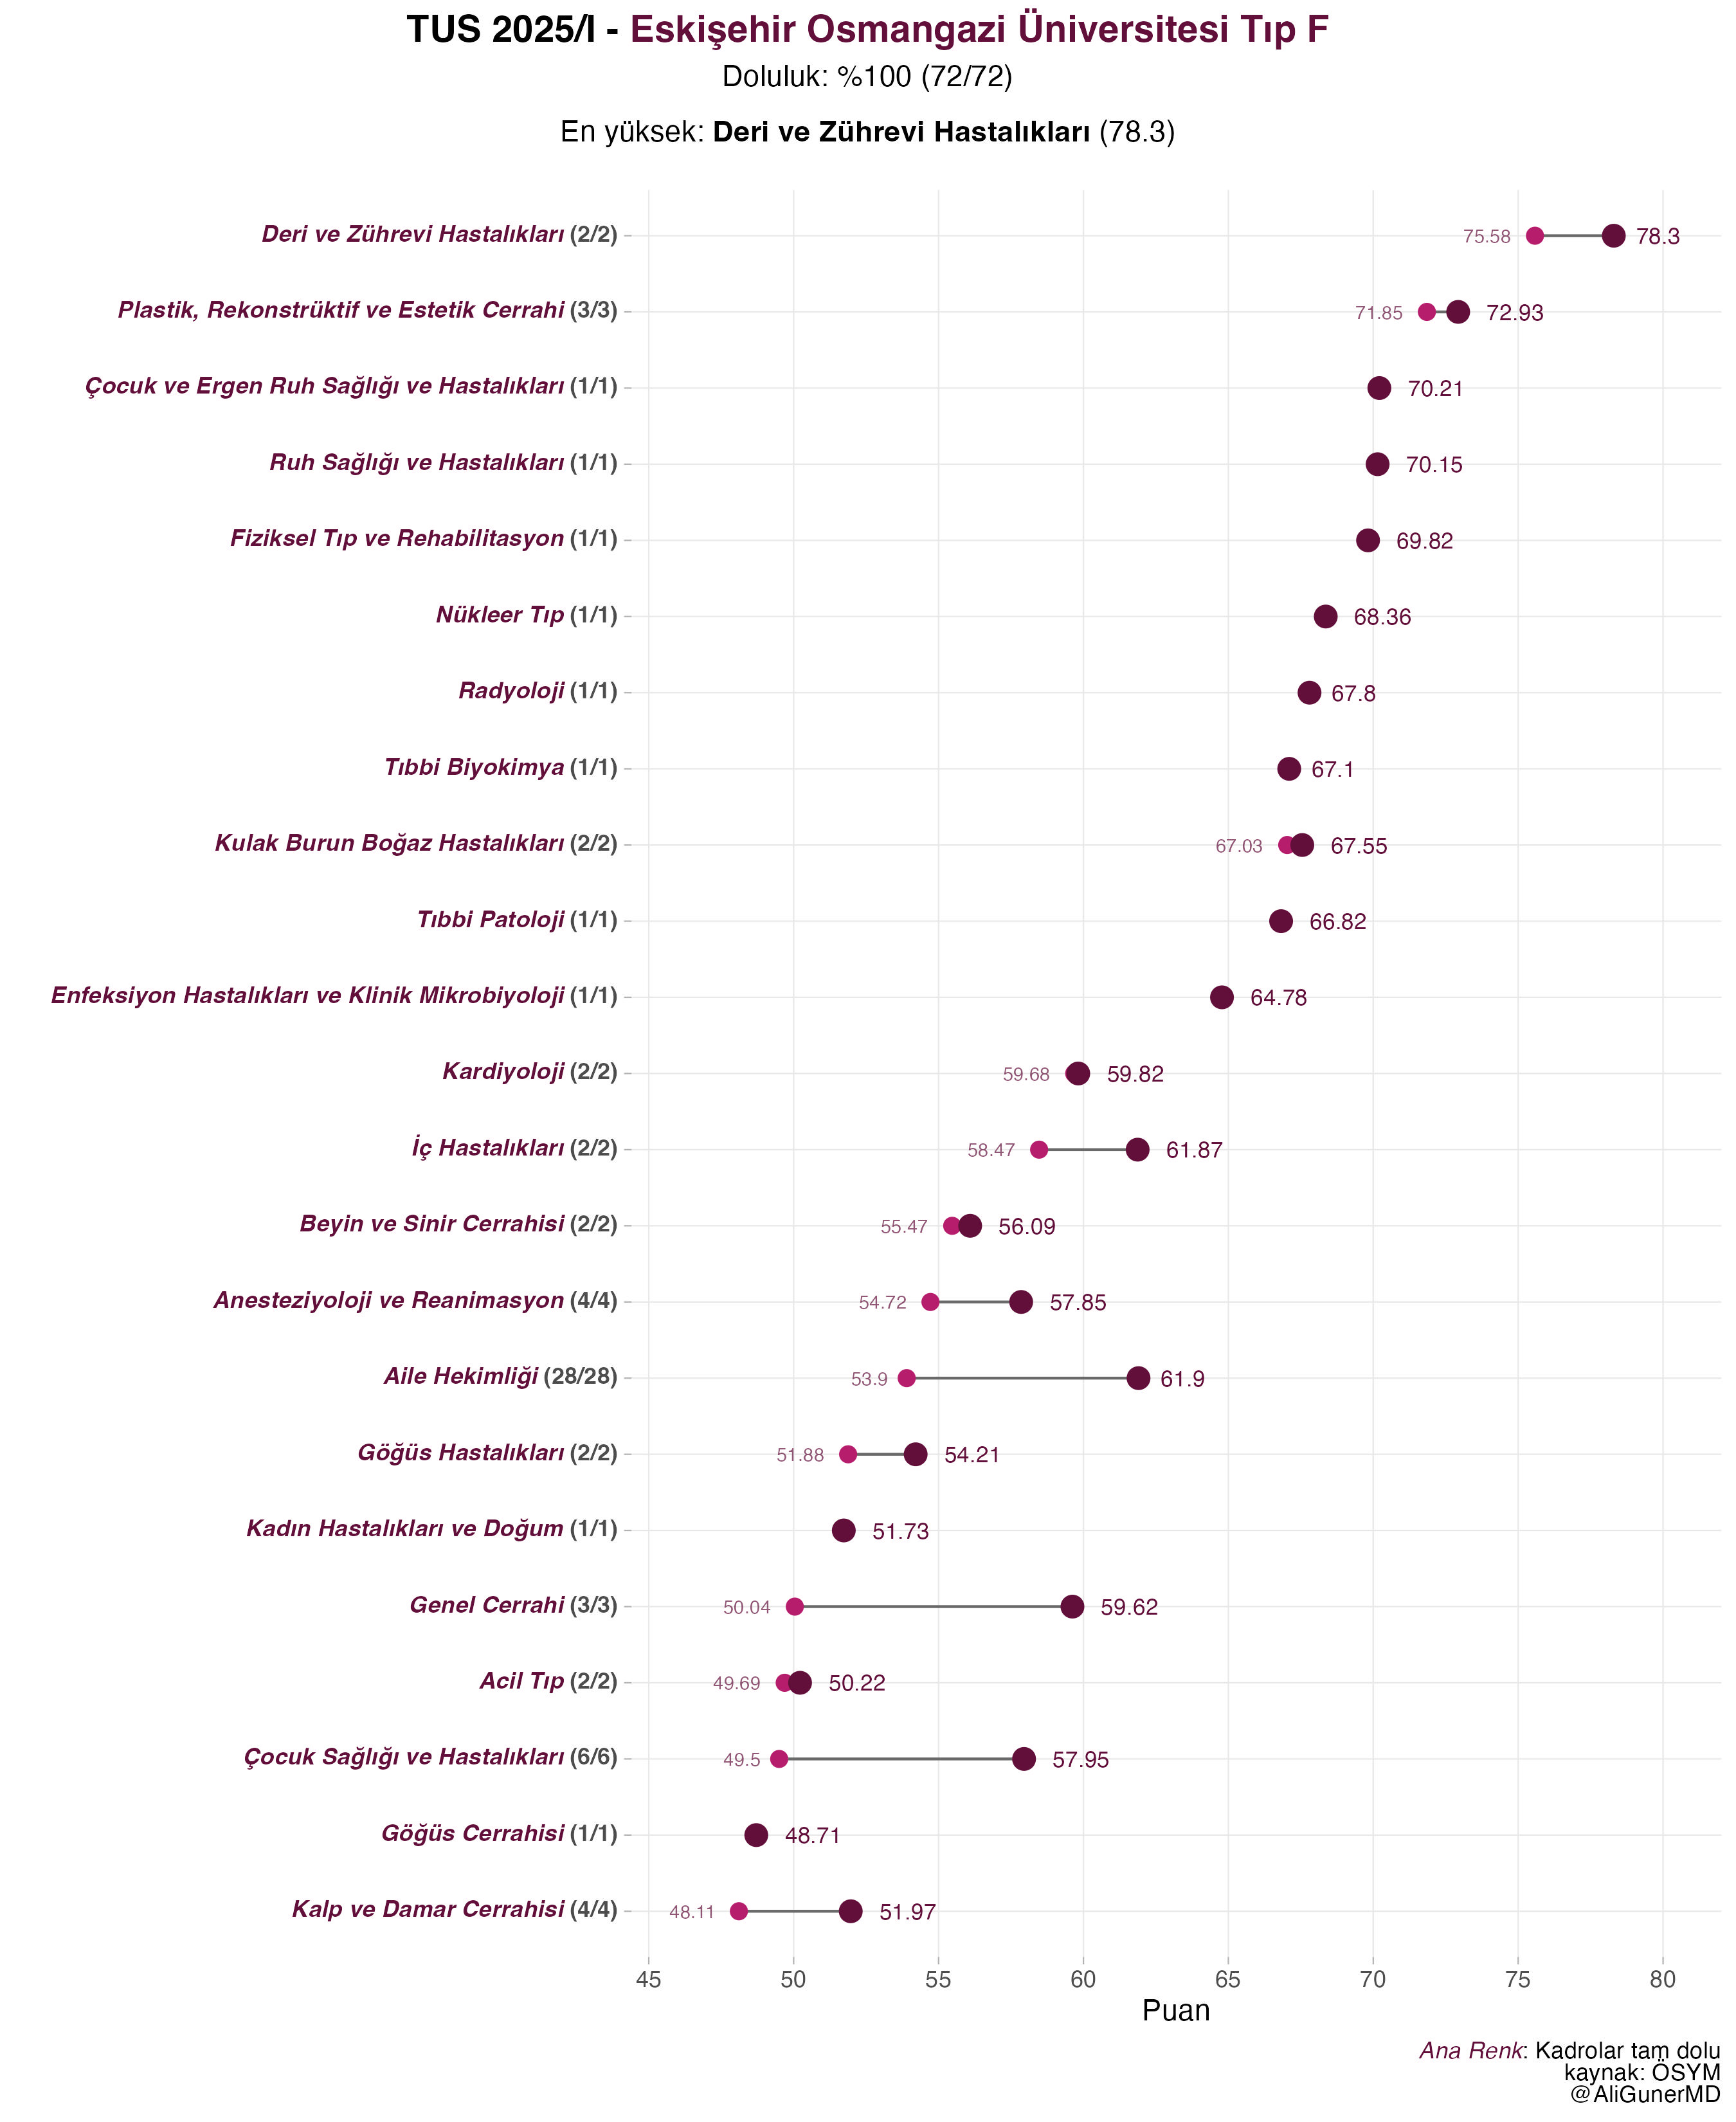 TUS 2025/I - Eskişehir Osmangazi Üniversitesi Tıp F
Doluluk: %100 (72/72)
En yüksek: Deri ve Zührevi Hastalıkları (78.3)
Deri ve Zührevi Hastalıkları (2/2) 75.58 78.3
Plastik, Rekonstrüktif ve Estetik Cerrahi (3/3) 71.85 72.93
Çocuk ve Ergen Ruh Sağlığı ve Hastalıkları (1/1) 70.21
Ruh Sağlığı ve Hastalıkları (1/1) 70.15
Fiziksel Tıp ve Rehabilitasyon (1/1) 69.82
Nükleer Tıp (1/1) 68.36
Radyoloji (1/1) 67.8
Tıbbi Biyokimya (1/1) 67.1
Kulak Burun Boğaz Hastalıkları (2/2) 67.03 67.55
Tıbbi Patoloji (1/1) 66.82
Enfeksiyon Hastalıkları ve Klinik Mikrobiyoloji (1/1) 64.78
Kardiyoloji (2/2) 59.68 59.82
İç Hastalıkları (2/2) 58.47 61.87
Beyin ve Sinir Cerrahisi (2/2) 55.47 56.09
Anesteziyoloji ve Reanimasyon (4/4) 54.72 57.85
Aile Hekimliği (28/28) 53.9 61.9
Göğüs Hastalıkları (2/2) 51.88 54.21
Kadın Hastalıkları ve Doğum (1/1) 51.73
Genel Cerrahi (3/3) 50.04 59.62
Acil Tıp (2/2) 49.69 50.22
Çocuk Sağlığı ve Hastalıkları (6/6) 49.5 57.95
Göğüs Cerrahisi (1/1) 48.71
Kalp ve Damar Cerrahisi (4/4) 48.11 51.97
45 50 55 60 65 70 75 80
Puan
Ana Renk: Kadrolar tam dolu
kaynak: ÖSYM
@AliGunerMD